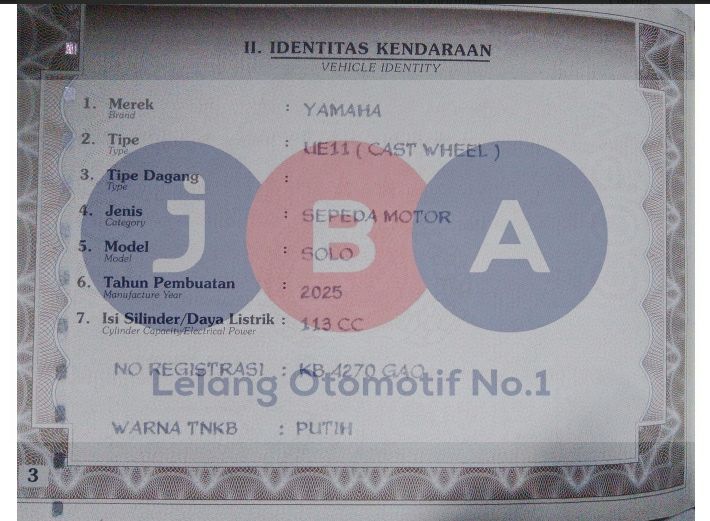 II. IDENTITAS KENDARAAN
VEHICLE IDENTITY
1. Merek : YAMAHA
Brand
2. Tipe : UE11 ( CAST WHEEL )
Type
3. Tipe Dagang :
Type
4. Jenis : SEPEDA MOTOR
Category
5. Model : SOLO
Model
6. Tahun Pembuatan : 2025
Manufacture Year
7. Isi Silinder/Daya Listrik : 113 CC
Cylinder Capacity/Electrical Power
NO REGISTRASI : KB 4270 GAO
WARNA TNKB : PUTIH
3
JBA
Lelang Otomotif No.1